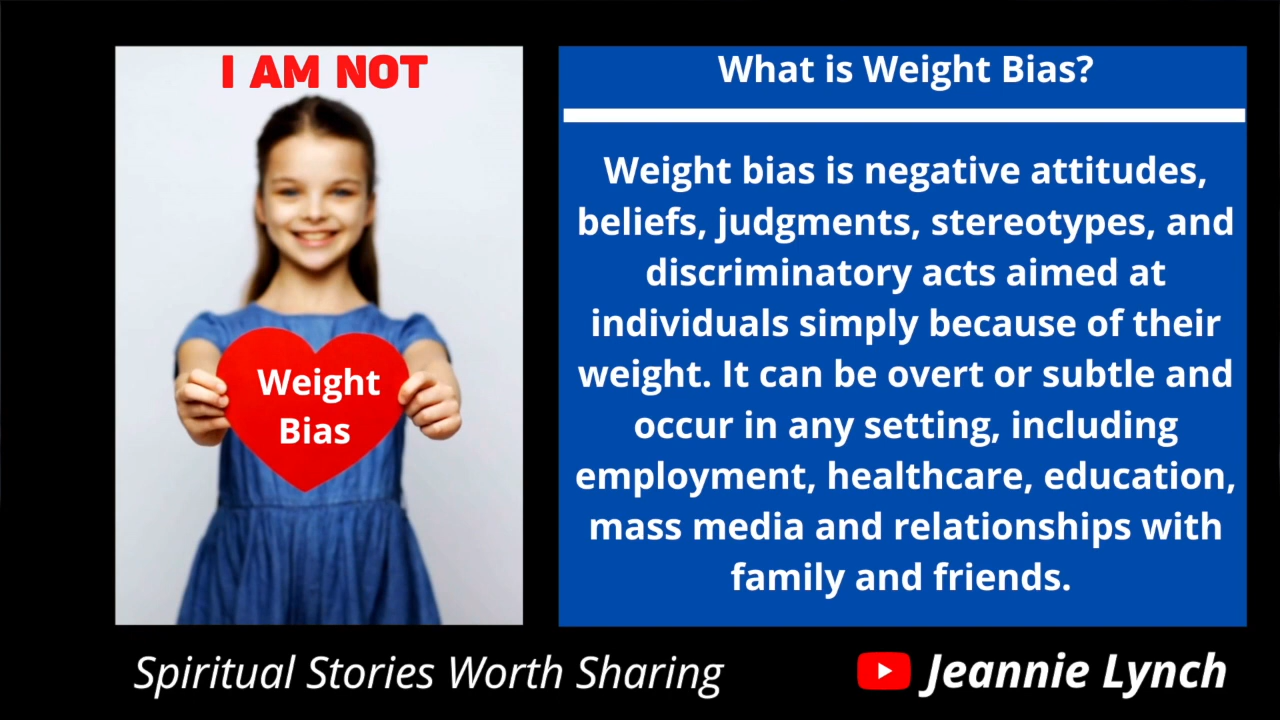 I AM NOT
Weight
Bias
What is Weight Bias?
Weight bias is negative attitudes,
beliefs, judgments, stereotypes, and
discriminatory acts aimed at
individuals simply because of their
weight. It can be overt or subtle and
occur in any setting, including
employment, healthcare, education,
mass media and relationships with
family and friends.
Spiritual Stories Worth Sharing
Jeannie Lynch